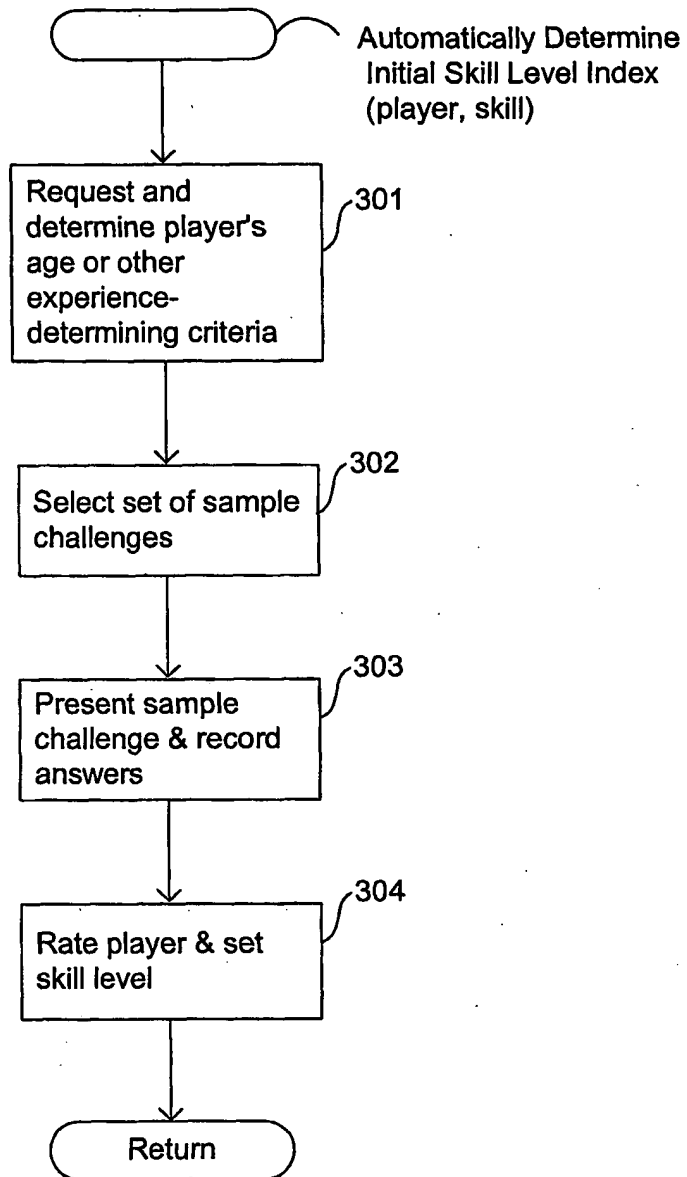 Automatically Determine
Initial Skill Level Index
(player, skill)
Request and
determine player's
age or other
experience-
determining criteria
301
Select set of sample
challenges
302
Present sample
challenge & record
answers
303
Rate player & set
skill level
304
Return